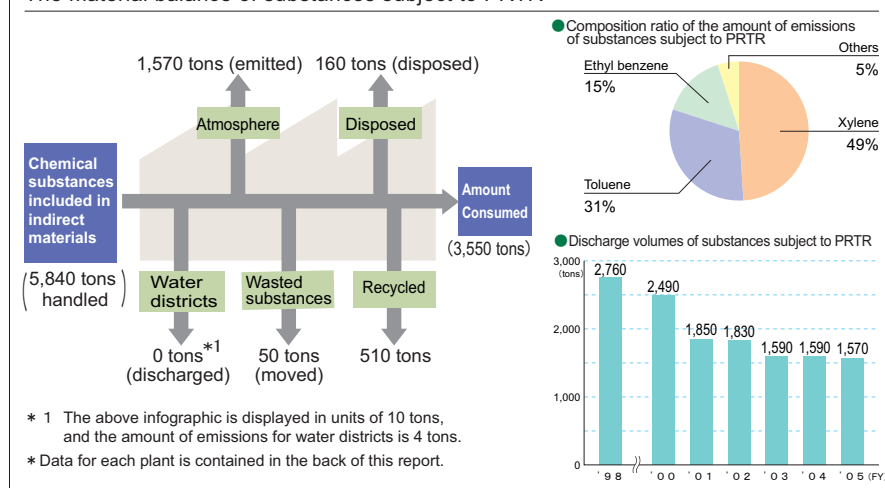 1,570 tons (emitted)
160 tons (disposed)
Atmosphere
Disposed
Chemical
substances
included in
indirect
materials
(5,840 tons
handled)
Amount
Consumed
(3,550 tons)
Water
districts
Wasted
substances
Recycled
0 tons*1
(discharged)
50 tons
(moved)
510 tons
* 1 The above infographic is displayed in units of 10 tons,
and the amount of emissions for water districts is 4 tons.
* Data for each plant is contained in the back of this report.
● Composition ratio of the amount of emissions
of substances subject to PRTR
Others
5%
Ethyl benzene
15%
Xylene
49%
Toluene
31%
● Discharge volumes of substances subject to PRTR
3,000
(tons)
2,000
1,000
0
2,760
2,490
1,850
1,830
1,590
1,590
1,570
'98 '00 '01 '02 '03 '04 '05 (FY)